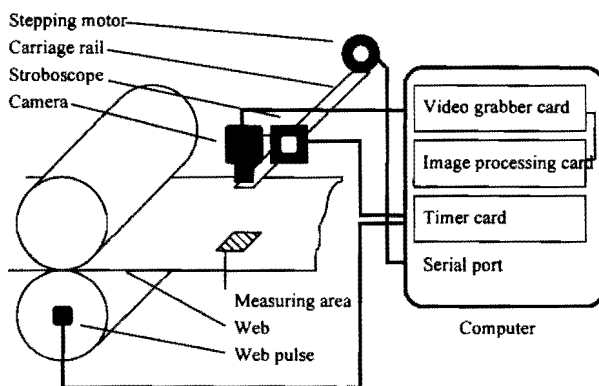 Stepping motor
Carriage rail
Stroboscope
Camera
Video grabber card
Image processing card
Timer card
Serial port
Computer
Measuring area
Web
Web pulse